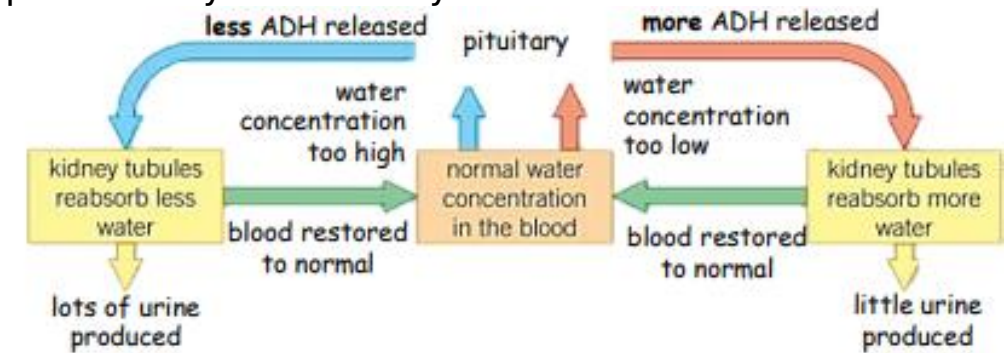 less ADH released
pituitary
more ADH released
water
concentration
too high
water
concentration
too low
kidney tubules
reabsorb less
water
normal water
concentration
in the blood
kidney tubules
reabsorb more
water
blood restored
to normal
blood restored
to normal
lots of urine
produced
little urine
produced